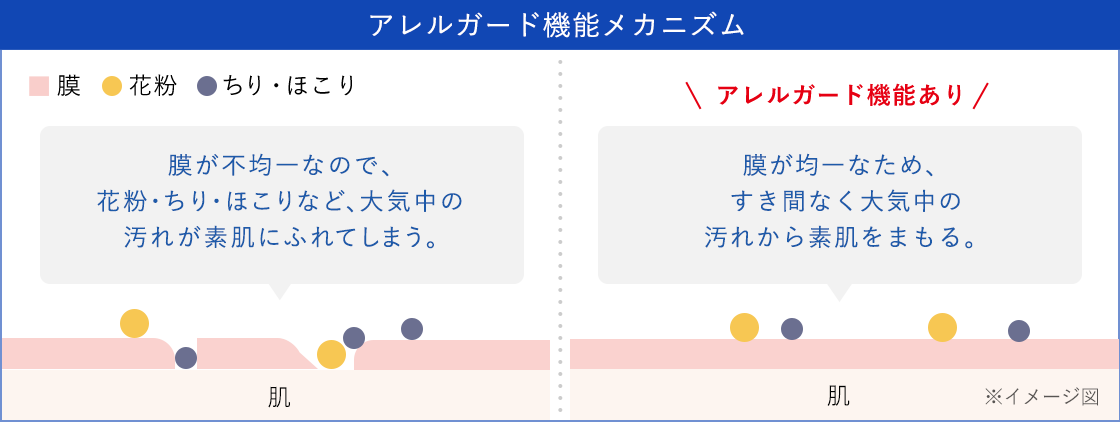 アレルガード機能メカニズム
膜 花粉 ちり・ほこり
膜が不均一なので、
花粉・ちり・ほこりなど、大気中の
汚れが素肌にふれてしまう。
肌
\ アレルガード機能あり /
膜が均一なため、
すき間なく大気中の
汚れから素肌をまもる。
肌
※イメージ図